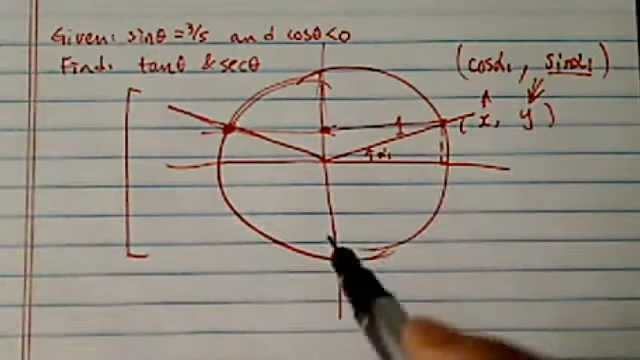 Given: sinθ = 3/5 and cosθ<0
Find: tanθ & secθ
(cosα₁, sinα₁)
(x, y)
1
α₁